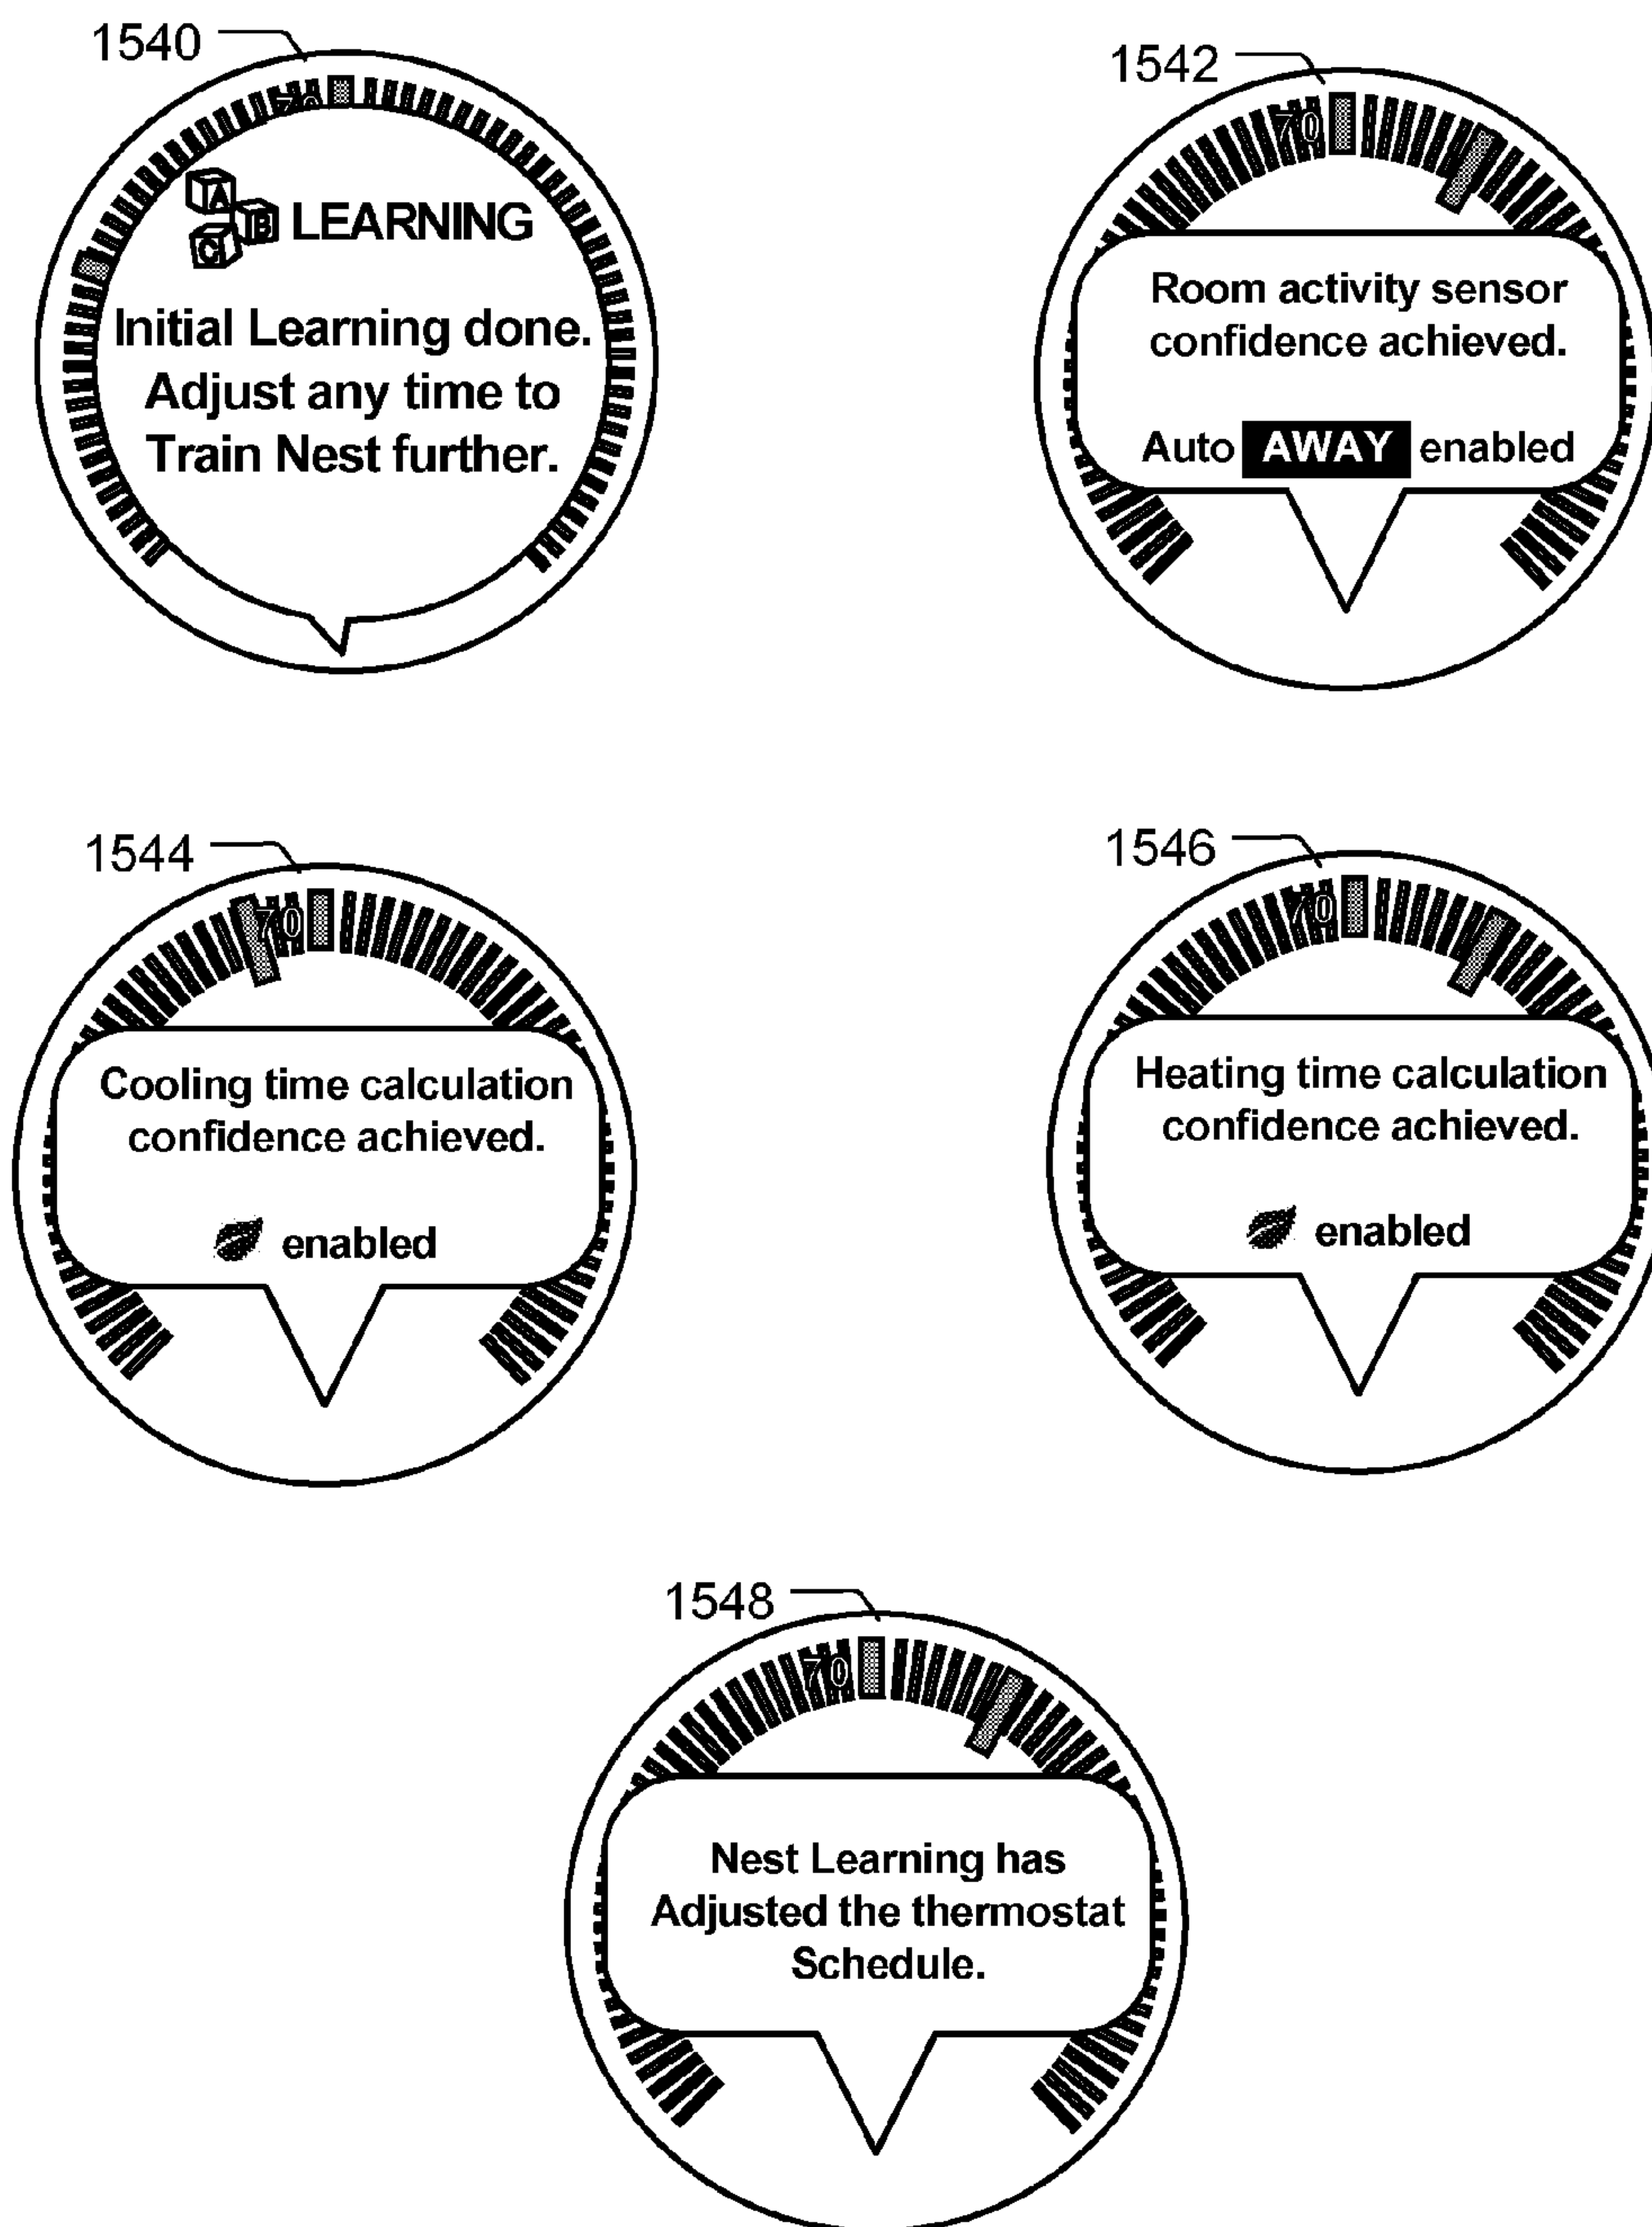 1540
70
A
B
C
LEARNING
Initial Learning done.
Adjust any time to
Train Nest further.
1542
70
Room activity sensor
confidence achieved.
Auto AWAY enabled
1544
70
Cooling time calculation
confidence achieved.
enabled
1546
70
Heating time calculation
confidence achieved.
enabled
1548
70
Nest Learning has
Adjusted the thermostat
Schedule.